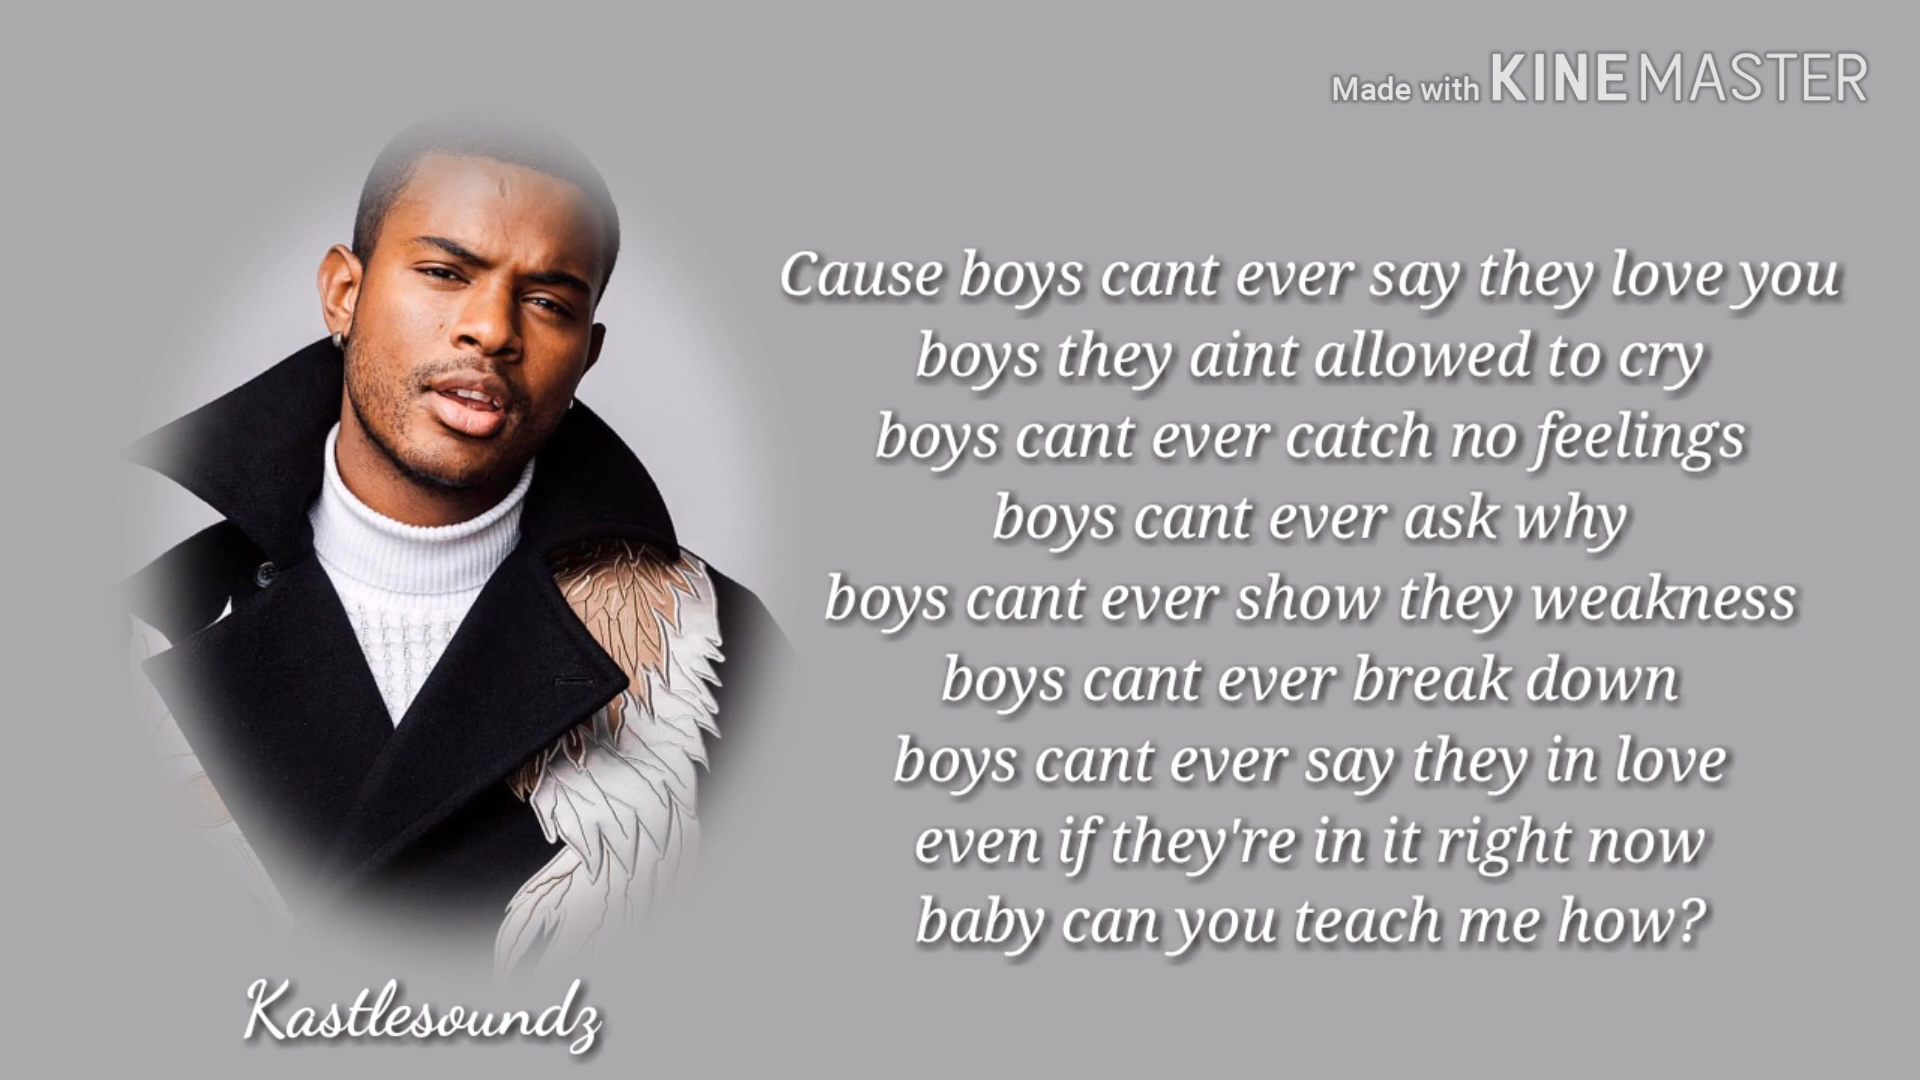 Made with KINEMASTER
Cause boys cant ever say they love you
boys they aint allowed to cry
boys cant ever catch no feelings
boys cant ever ask why
boys cant ever show they weakness
boys cant ever break down
boys cant ever say they in love
even if they're in it right now
baby can you teach me how?
Kastlesoundz